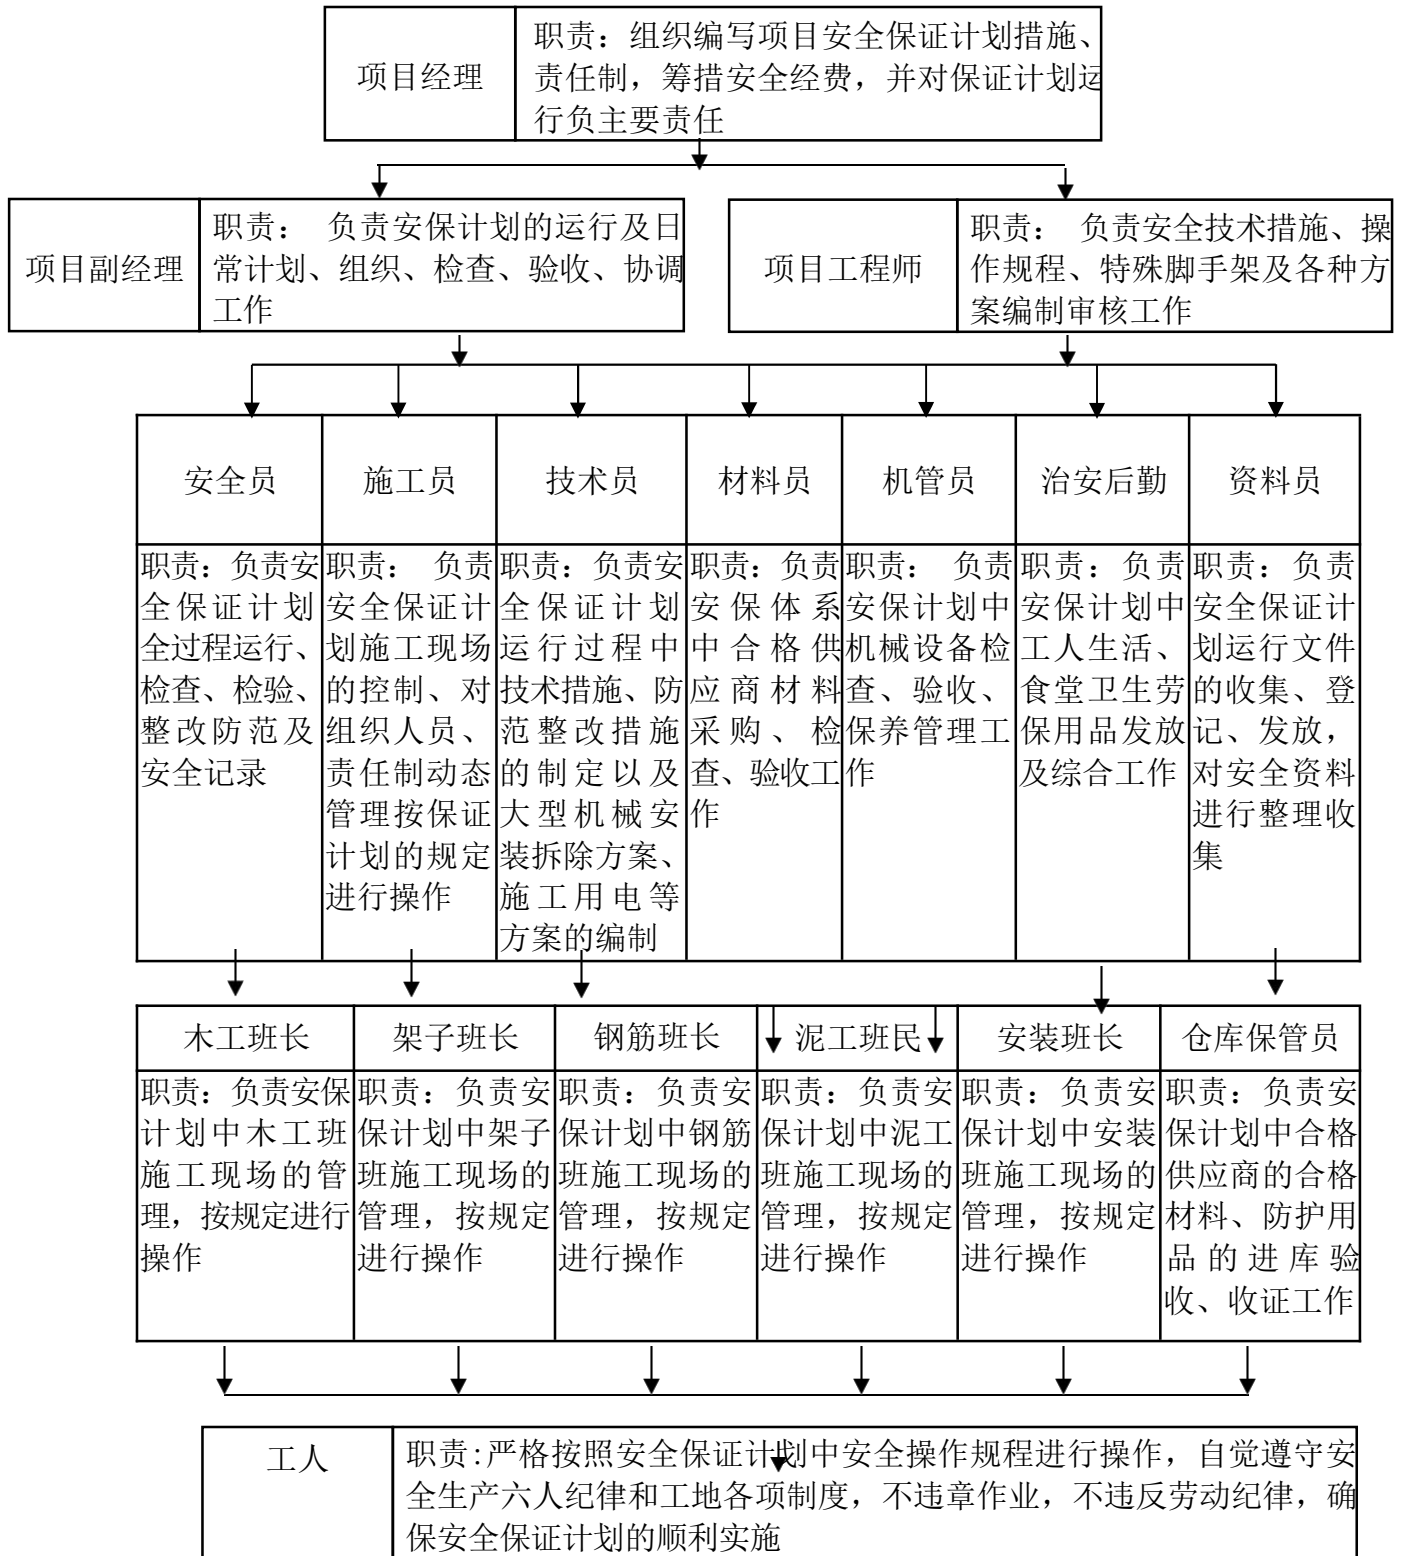 项目经理
职责：组织编写项目安全保证计划措施、
责任制，筹措安全经费，并对保证计划运
行负主要责任
项目副经理
职责： 负责安保计划的运行及日
常计划、组织、检查、验收、协调
工作
项目工程师
职责： 负责安全技术措施、操
作规程、特殊脚手架及各种方
案编制审核工作
安全员
施工员
技术员
材料员
机管员
治安后勤
资料员
职责：负责安
全保证计划
全过程运行、
检查、检验、
整改防范及
安全记录
职责： 负责
安全保证计
划施工现场
的控制、对
组织人员、
责任制动态
管理按保证
计划的规定
进行操作
职责：负责安
全保证计划
运行过程中
技术措施、防
范整改措施
的制定以及
大型机械安
装拆除方案、
施工用电等
方案的编制
职责：负责
安保体系
中合格供
应商材料
采购、检
查、验收工
作
职责： 负责
安保计划中
机械设备检
查、验收、
保养管理工
作
职责：负责
安保计划中
工人生活、
食堂卫生劳
保用品发放
及综合工作
职责：负责
安全保证计
划运行文件
的收集、登
记、发放，
对安全资料
进行整理收
集
木工班长
架子班长
钢筋班长
泥工班民
安装班长
仓库保管员
职责：负责安保
计划中木工班
施工现场的管
理，按规定进行
操作
职责：负责安
保计划中架子
班施工现场的
管理，按规定
进行操作
职责：负责安
保计划中钢筋
班施工现场的
管理，按规定
进行操作
职责：负责安
保计划中泥工
班施工现场的
管理，按规定
进行操作
职责：负责安
保计划中安装
班施工现场的
管理，按规定
进行操作
职责：负责安
保计划中合格
供应商的合格
材料、防护用
品的进库验
收、收证工作
工人
职责:严格按照安全保证计划中安全操作规程进行操作，自觉遵守安
全生产六人纪律和工地各项制度，不违章作业，不违反劳动纪律，确
保安全保证计划的顺利实施